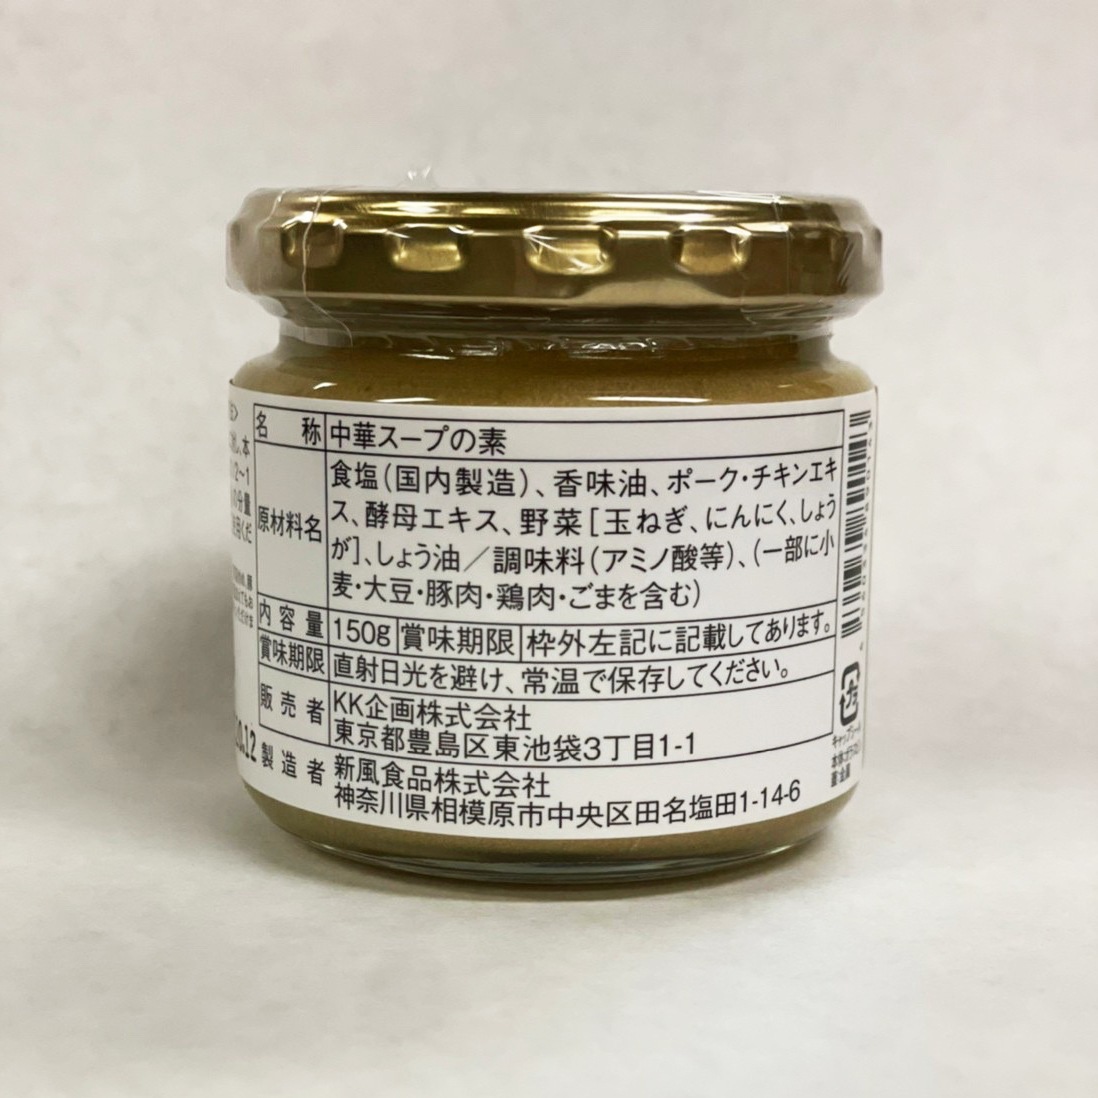 名称 中華スープの素
原材料名 食塩(国内製造)、香味油、ポーク・チキンエキ
ス、酵母エキス、野菜[玉ねぎ、にんにく、しょう
が]、しょう油／調味料(アミノ酸等)、(一部に小
麦・大豆・豚肉・鶏肉・ごまを含む)
内容量 150g 賞味期限 枠外左記に記載してあります。
賞味期限 直射日光を避け、常温で保存してください。
販売者 KK企画株式会社
東京都豊島区東池袋3丁目1-1
製造者 新風食品株式会社
神奈川県相模原市中央区田名塩田1-14-6
プラ